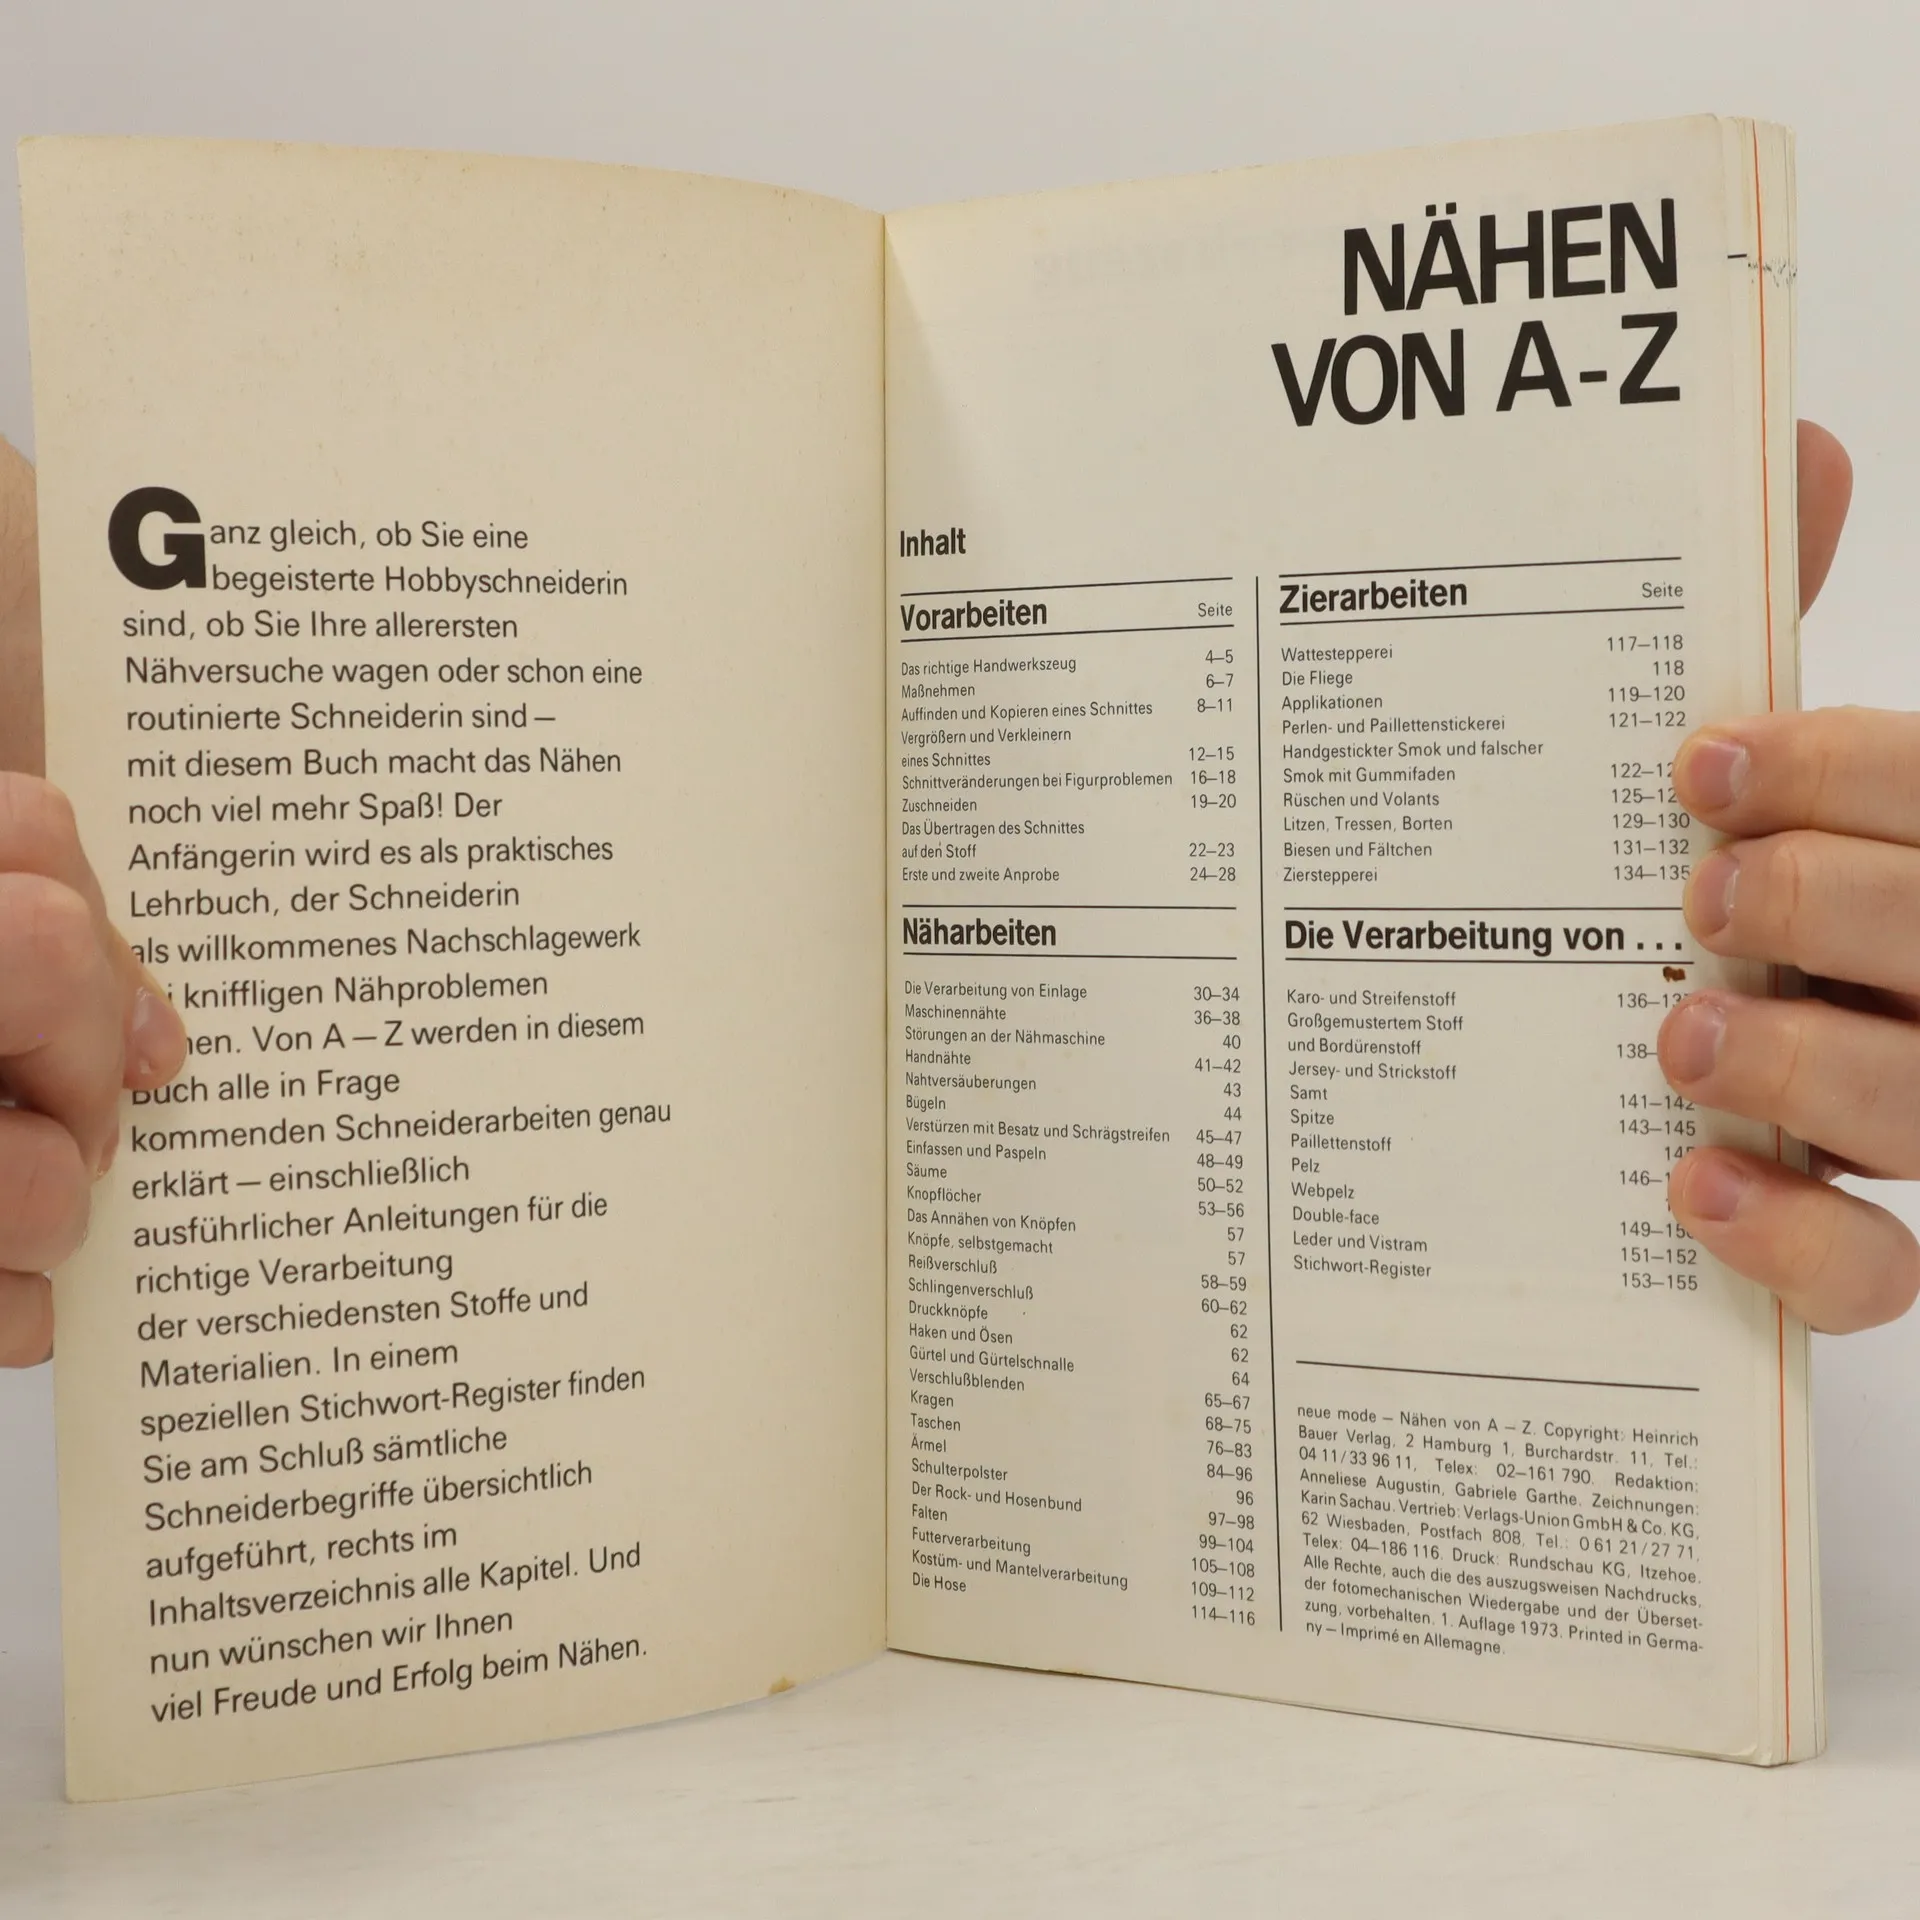 Ganz gleich, ob Sie eine
begeisterte Hobbyschneiderin
sind, ob Sie Ihre allerersten
Nähversuche wagen oder schon eine
routinierte Schneiderin sind —
mit diesem Buch macht das Nähen
noch viel mehr Spaß! Der
Anfängerin wird es als praktisches
Lehrbuch, der Schneiderin
als willkommenes Nachschlagewerk
kniffligen Nähproblemen
Von A — Z werden in diesem
Buch alle in Frage
kommenden Schneiderarbeiten genau
erklärt — einschließlich
ausführlicher Anleitungen für die
richtige Verarbeitung
der verschiedensten Stoffe und
Materialien. In einem
speziellen Stichwort-Register finden
Sie am Schluß sämtliche
Schneiderbegriffe übersichtlich
aufgeführt, rechts im
Inhaltsverzeichnis alle Kapitel. Und
nun wünschen wir Ihnen
viel Freude und Erfolg beim Nähen.
NÄHEN
VON A-Z
Inhalt
Vorarbeiten Seite
Das richtige Handwerkszeug 4–5
Maßnehmen 6–7
Auffinden und Kopieren eines Schnittes 8–11
Vergrößern und Verkleinern
eines Schnittes 12–15
Schnittveränderungen bei Figurproblemen 16–18
Zuschneiden 19–20
Das Übertragen des Schnittes
auf den Stoff 22–23
Erste und zweite Anprobe 24–28
Näharbeiten
Die Verarbeitung von Einlage 30–34
Maschinennähte 36–38
Störungen an der Nähmaschine 40
Handnähte 41–42
Nahtversäuberungen 43
Bügeln 44
Verstürzen mit Besatz und Schrägstreifen 45–47
Einfassen und Paspeln 48–49
Säume 50–52
Knopflöcher 53–56
Das Annähen von Knöpfen 57
Knöpfe, selbstgemacht 57
Reißverschluß 58–59
Schlingenverschluß 60–62
Druckknöpfe 62
Haken und Ösen 62
Gürtel und Gürtelschnalle 64
Verschlußblenden 65–67
Kragen 68–75
Taschen 76–83
Ärmel 84–96
Schulterpolster 96
Der Rock- und Hosenbund 97–98
Falten 99–104
Futterverarbeitung 105–108
Kostüm- und Mantelverarbeitung 109–112
Die Hose 114–116
Zierarbeiten Seite
Wattestepperei 117–118
Die Fliege 118
Applikationen 119–120
Perlen- und Paillettenstickerei 121–122
Handgestickter Smok und falscher
Smok mit Gummifaden
Rüschen und Volants
Litzen, Tressen, Borten 129–130
Biesen und Fältchen 131–132
Zierstepperei 134–135
Die Verarbeitung von . . .
Karo- und Streifenstoff
Großgemustertem Stoff
und Bordürenstoff
Jersey- und Strickstoff
Samt 141–142
Spitze 143–145
Paillettenstoff
Pelz
Webpelz
Double-face
Leder und Vistram 151–152
Stichwort-Register 153–155
neue mode – Nähen von A – Z. Copyright: Heinrich
Bauer Verlag, 2 Hamburg 1, Burchardstr. 11, Tel.:
04 11/33 96 11, Telex: 02–161 790. Redaktion:
Anneliese Augustin, Gabriele Garthe. Zeichnungen:
Karin Sachau. Vertrieb: Verlags-Union GmbH & Co. KG,
62 Wiesbaden, Postfach 808, Tel.: 0 61 21/27 71,
Telex: 04–186 116. Druck: Rundschau KG, Itzehoe.
Alle Rechte, auch die des auszugsweisen Nachdrucks,
der fotomechanischen Wiedergabe und der Überset-
zung, vorbehalten. 1. Auflage 1973. Printed in Germa-
ny – Imprimé en Allemagne.